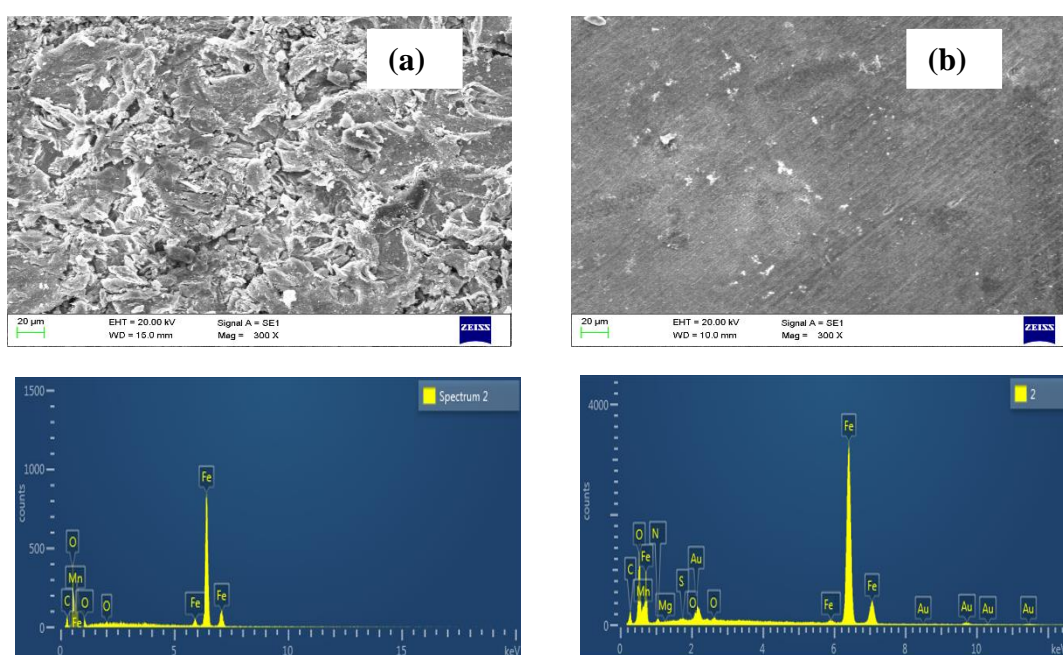 (a)
20 µm
EHT = 20.00 kV
WD = 15.0 mm
Signal A = SE1
Mag = 300 X
ZEISS
(b)
20 µm
EHT = 20.00 kV
WD = 10.0 mm
Signal A = SE1
Mag = 300 X
ZEISS
1500
1000
500
0
counts
Spectrum 2
Fe
O
Mn
C
O
O
Fe
Fe
Fe
0
5
10
15
keV
4000
0
counts
2
Fe
O
N
Fe
Au
C
S
Mn
Mg
O
O
Fe
Fe
Au
Au
Au
Au
0
2
4
6
8
10